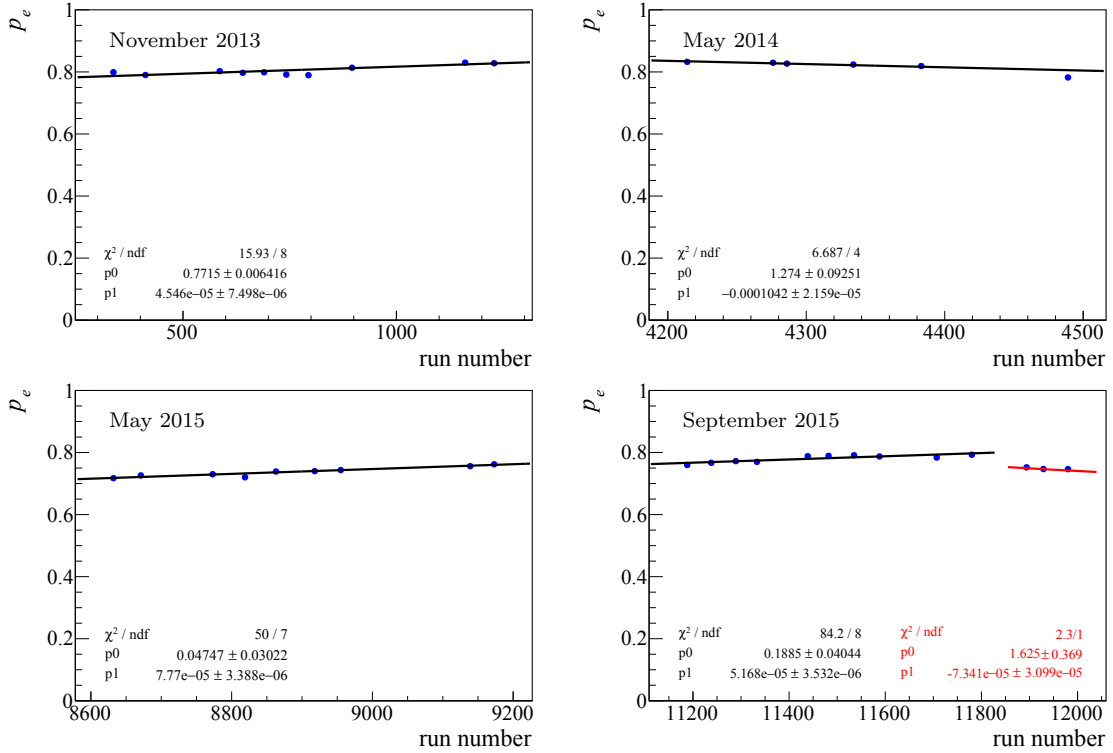 p_e
1
0.8
0.6
0.4
0.2
0
November 2013
χ² / ndf 15.93 / 8
p0 0.7715 ± 0.006416
p1 4.546e−05 ± 7.498e−06
500 1000
run number
p_e
1
0.8
0.6
0.4
0.2
0
May 2014
χ² / ndf 6.687 / 4
p0 1.274 ± 0.09251
p1 −0.0001042 ± 2.159e−05
4200 4300 4400 4500
run number
p_e
1
0.8
0.6
0.4
0.2
0
May 2015
χ² / ndf 50 / 7
p0 0.04747 ± 0.03022
p1 7.77e−05 ± 3.388e−06
8600 8800 9000 9200
run number
p_e
1
0.8
0.6
0.4
0.2
0
September 2015
χ² / ndf 84.2 / 8 χ² / ndf 2.3/1
p0 0.1885 ± 0.04044 p0 1.625 ± 0.369
p1 5.168e−05 ± 3.532e−06 p1 -7.341e−05 ± 3.099e−05
11200 11400 11600 11800 12000
run number